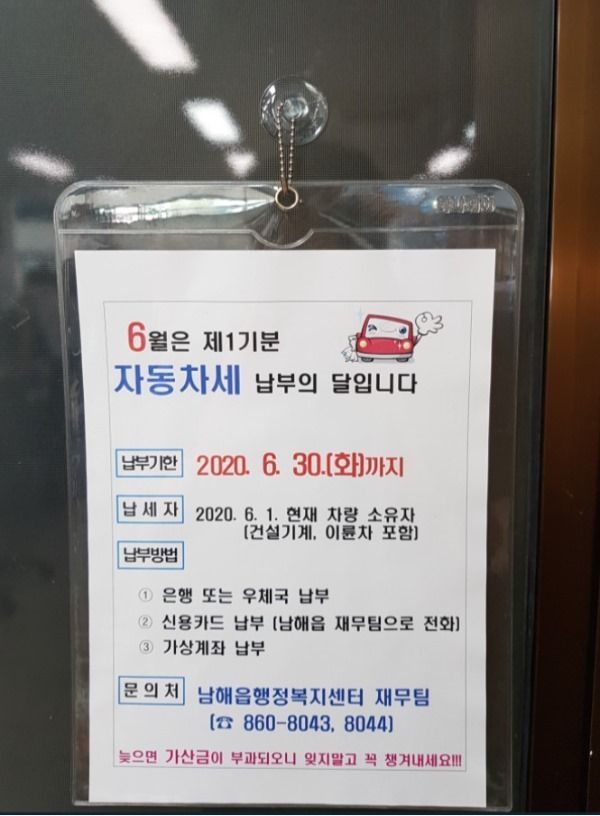 6월은 제1기분
자동차세 납부의 달입니다
납부기한 2020. 6. 30.(화)까지
납세자 2020. 6. 1. 현재 차량 소유자
(건설기계, 이륜차 포함)
납부방법
① 은행 또는 우체국 납부
② 신용카드 납부 (남해읍 재무팀으로 전화)
③ 가상계좌 납부
문의처 남해읍행정복지센터 재무팀
(☎ 860-8043, 8044)
늦으면 가산금이 부과되오니 잊지말고 꼭 챙겨내세요!!!